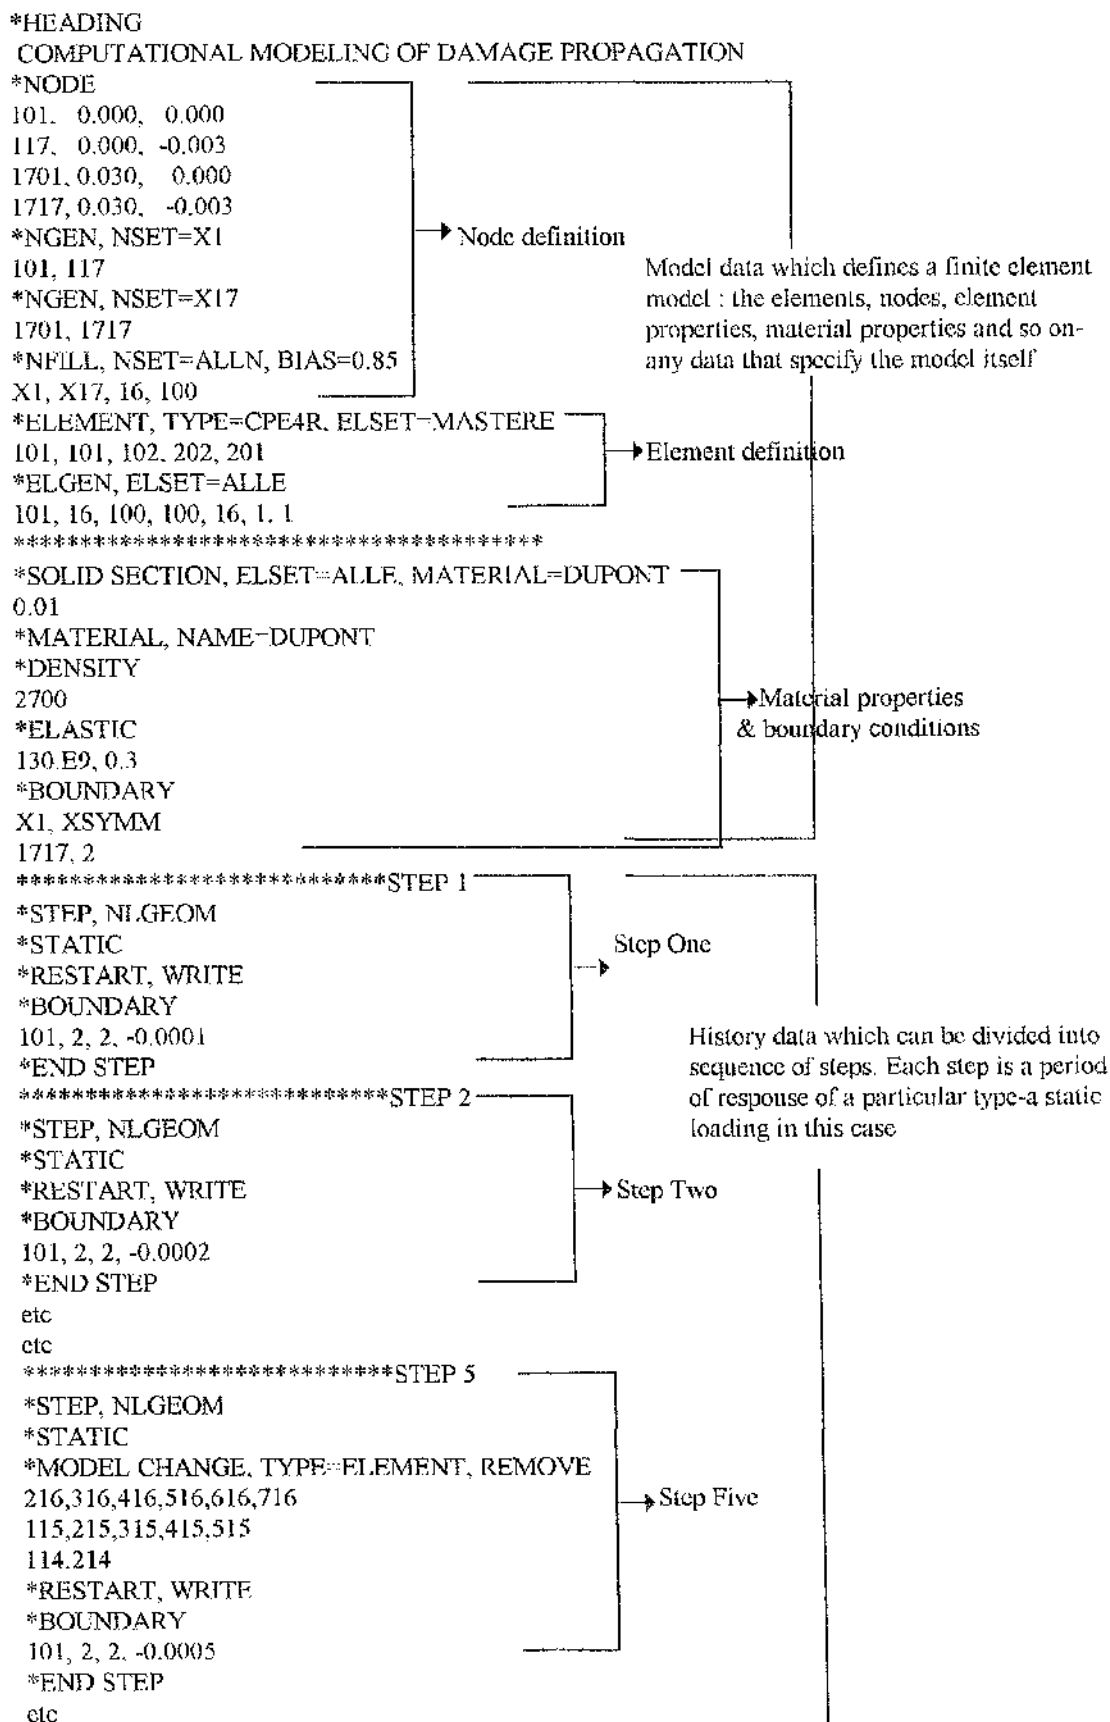 *HEADING
COMPUTATIONAL MODELING OF DAMAGE PROPAGATION
*NODE
101, 0.000, 0.000
117, 0.000, -0.003
1701, 0.030, 0.000
1717, 0.030, -0.003
*NGEN, NSET=X1
101, 117
*NGEN, NSET=X17
1701, 1717
*NFILL, NSET=ALLN, BIAS=0.85
X1, X17, 16, 100
Node definition
Model data which defines a finite element
model : the elements, nodes, element
properties, material properties and so on-
any data that specify the model itself
*ELEMENT, TYPE=CPE4R, ELSET=MASTERE
101, 101, 102, 202, 201
*ELGEN, ELSET=ALLE
101, 16, 100, 100, 16, 1, 1
Element definition
****************************************
*SOLID SECTION, ELSET=ALLE, MATERIAL=DUPONT
0.01
*MATERIAL, NAME=DUPONT
*DENSITY
2700
*ELASTIC
130.E9, 0.3
*BOUNDARY
X1, XSYMM
1717, 2
Material properties
& boundary conditions
****************************STEP 1
*STEP, NLGEOM
*STATIC
*RESTART, WRITE
*BOUNDARY
101, 2, 2, -0.0001
*END STEP
Step One
History data which can be divided into
sequence of steps. Each step is a period
of response of a particular type-a static
loading in this case
****************************STEP 2
*STEP, NLGEOM
*STATIC
*RESTART, WRITE
*BOUNDARY
101, 2, 2, -0.0002
*END STEP
Step Two
etc
etc
****************************STEP 5
*STEP, NLGEOM
*STATIC
*MODEL CHANGE, TYPE=ELEMENT, REMOVE
216,316,416,516,616,716
115,215,315,415,515
114,214
*RESTART, WRITE
*BOUNDARY
101, 2, 2, -0.0005
*END STEP
Step Five
etc